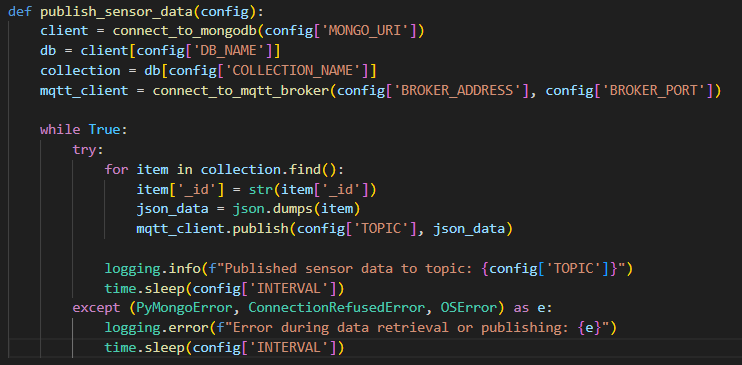 def publish_sensor_data(config):
    client = connect_to_mongodb(config['MONGO_URI'])
    db = client[config['DB_NAME']]
    collection = db[config['COLLECTION_NAME']]
    mqtt_client = connect_to_mqtt_broker(config['BROKER_ADDRESS'], config['BROKER_PORT'])

    while True:
        try:
            for item in collection.find():
                item['_id'] = str(item['_id'])
                json_data = json.dumps(item)
                mqtt_client.publish(config['TOPIC'], json_data)

            logging.info(f"Published sensor data to topic: {config['TOPIC']}")
            time.sleep(config['INTERVAL'])
        except (PyMongoError, ConnectionRefusedError, OSError) as e:
            logging.error(f"Error during data retrieval or publishing: {e}")
            time.sleep(config['INTERVAL'])